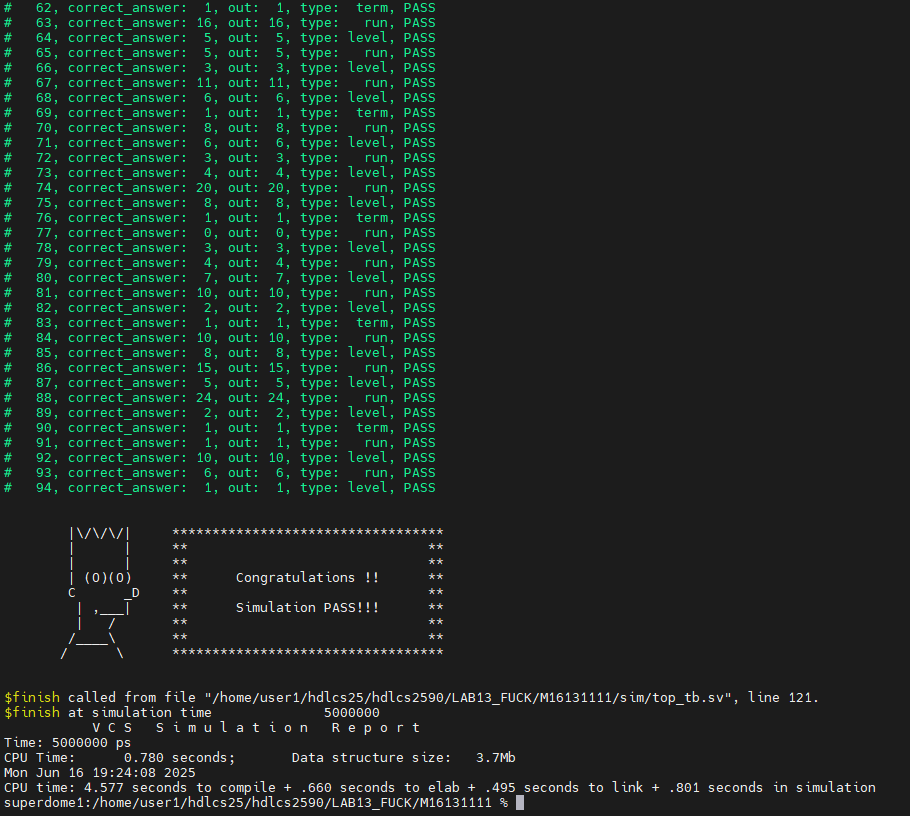 #   62, correct_answer:  1, out:  1, type:  term, PASS
#   63, correct_answer: 16, out: 16, type:   run, PASS
#   64, correct_answer:  5, out:  5, type: level, PASS
#   65, correct_answer:  5, out:  5, type:   run, PASS
#   66, correct_answer:  3, out:  3, type: level, PASS
#   67, correct_answer: 11, out: 11, type:   run, PASS
#   68, correct_answer:  6, out:  6, type: level, PASS
#   69, correct_answer:  1, out:  1, type:  term, PASS
#   70, correct_answer:  8, out:  8, type:   run, PASS
#   71, correct_answer:  6, out:  6, type: level, PASS
#   72, correct_answer:  3, out:  3, type:   run, PASS
#   73, correct_answer:  4, out:  4, type: level, PASS
#   74, correct_answer: 20, out: 20, type:   run, PASS
#   75, correct_answer:  8, out:  8, type: level, PASS
#   76, correct_answer:  1, out:  1, type:  term, PASS
#   77, correct_answer:  0, out:  0, type:   run, PASS
#   78, correct_answer:  3, out:  3, type: level, PASS
#   79, correct_answer:  4, out:  4, type:   run, PASS
#   80, correct_answer:  7, out:  7, type: level, PASS
#   81, correct_answer: 10, out: 10, type:   run, PASS
#   82, correct_answer:  2, out:  2, type: level, PASS
#   83, correct_answer:  1, out:  1, type:  term, PASS
#   84, correct_answer: 10, out: 10, type:   run, PASS
#   85, correct_answer:  8, out:  8, type: level, PASS
#   86, correct_answer: 15, out: 15, type:   run, PASS
#   87, correct_answer:  5, out:  5, type: level, PASS
#   88, correct_answer: 24, out: 24, type:   run, PASS
#   89, correct_answer:  2, out:  2, type: level, PASS
#   90, correct_answer:  1, out:  1, type:  term, PASS
#   91, correct_answer:  1, out:  1, type:   run, PASS
#   92, correct_answer: 10, out: 10, type: level, PASS
#   93, correct_answer:  6, out:  6, type:   run, PASS
#   94, correct_answer:  1, out:  1, type: level, PASS
        |\/\/\/|     **********************************
        |      |     **                              **
        |      |     **                              **
        | (O)(O)     **      Congratulations !!      **
        C      _D    **                              **
         | ,___|     **      Simulation PASS!!!      **
         |   /       **                              **
        /____\       **                              **
       /      \      **********************************
$finish called from file "/home/user1/hdlcs25/hdlcs2590/LAB13_FUCK/M16131111/sim/top_tb.sv", line 121.
$finish at simulation time              5000000
           V C S   S i m u l a t i o n   R e p o r t
Time: 5000000 ps
CPU Time:      0.780 seconds;       Data structure size:   3.7Mb
Mon Jun 16 19:24:08 2025
CPU time: 4.577 seconds to compile + .660 seconds to elab + .495 seconds to link + .801 seconds in simulation
superdome1:/home/user1/hdlcs25/hdlcs2590/LAB13_FUCK/M16131111 %